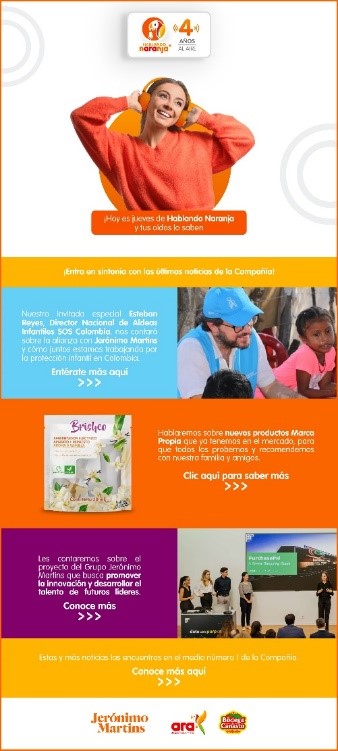 HABLANDO
naranja
4
AÑOS
AL AIRE
¡Hoy es jueves de Hablando Naranja
y tus oídos lo saben
¡Entra en sintonía con las últimas noticias de la Compañía!
Nuestro invitado especial Esteban
Reyes, Director Nacional de Aldeas
Infantiles SOS Colombia, nos contará
sobre la alianza con Jerónimo Martins
y cómo juntos estamos trabajando por
la protección infantil en Colombia.
Entérate más aquí
>>>
Brisheo
Hablaremos sobre nuevos productos Marca
Propia que ya tenemos en el mercado, para
que todos los probemos y recomendemos
con nuestra familia y amigos.
Clic aquí para saber más
>>>
Les contaremos sobre el
proyecto del Grupo Jerónimo
Martins que busca promover
la innovación y desarrollar el
talento de futuros líderes.
Conoce más
>>>
Estas y más noticias las encuentras en el medio número 1 de la Compañía
Conoce más aquí
>>>
Jerónimo
Martins
ara
Bodega
del
Canasto